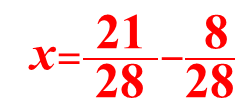 x = 21/28 − 8/28